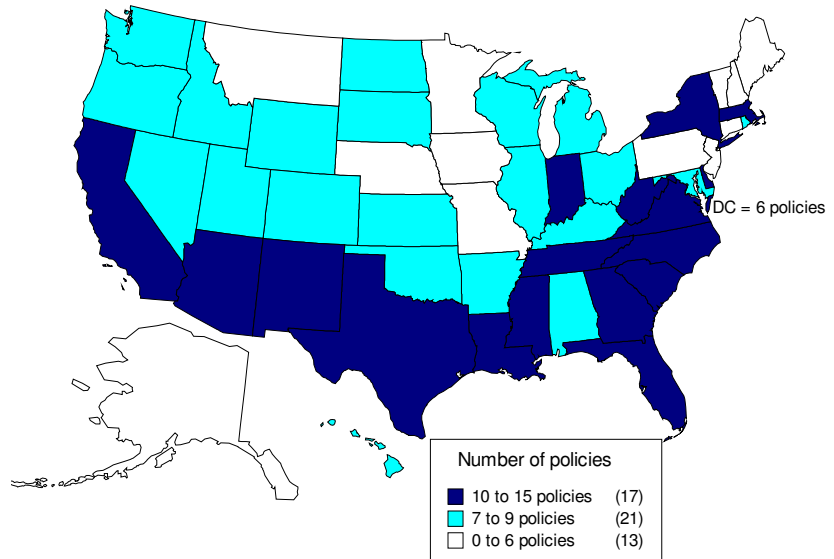 DC = 6 policies
Number of policies
10 to 15 policies (17)
7 to 9 policies (21)
0 to 6 policies (13)